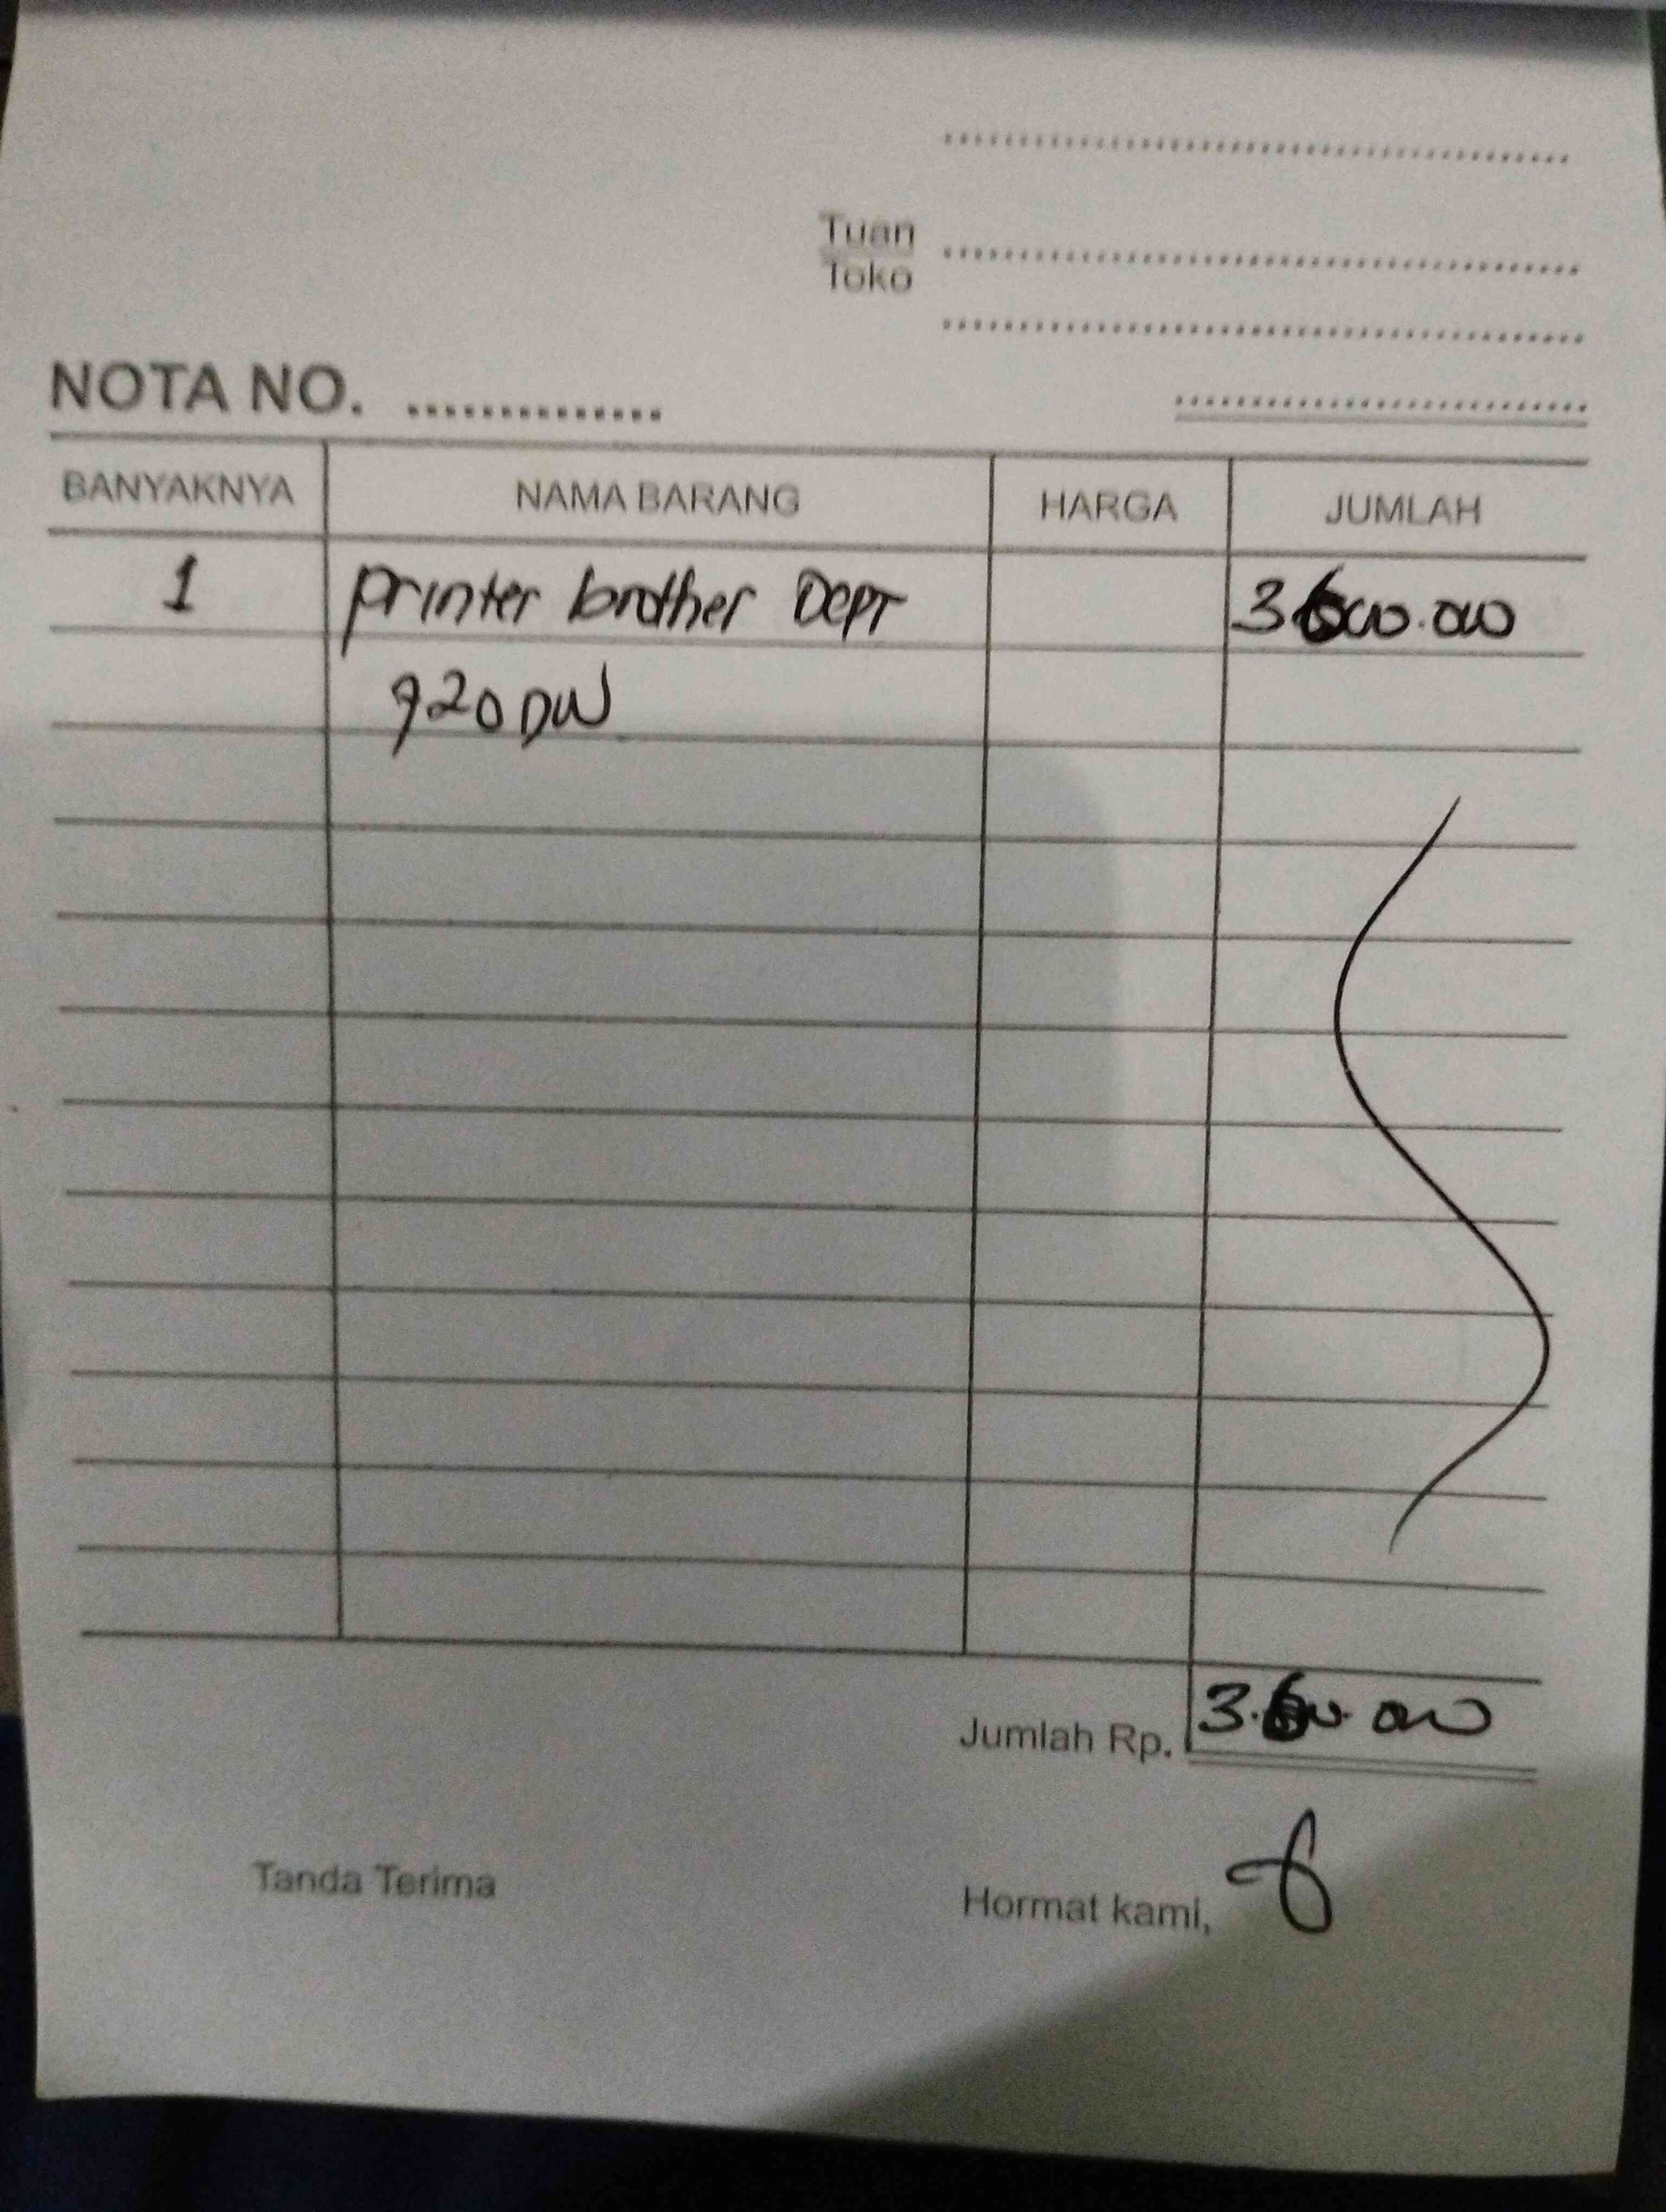 Tuan
Toko
NOTA NO. ..............
BANYAKNYA NAMA BARANG HARGA JUMLAH
1 printer brother DCPT 3.600.000
920 DW
Jumlah Rp. 3.600.000
Tanda Terima Hormat kami,